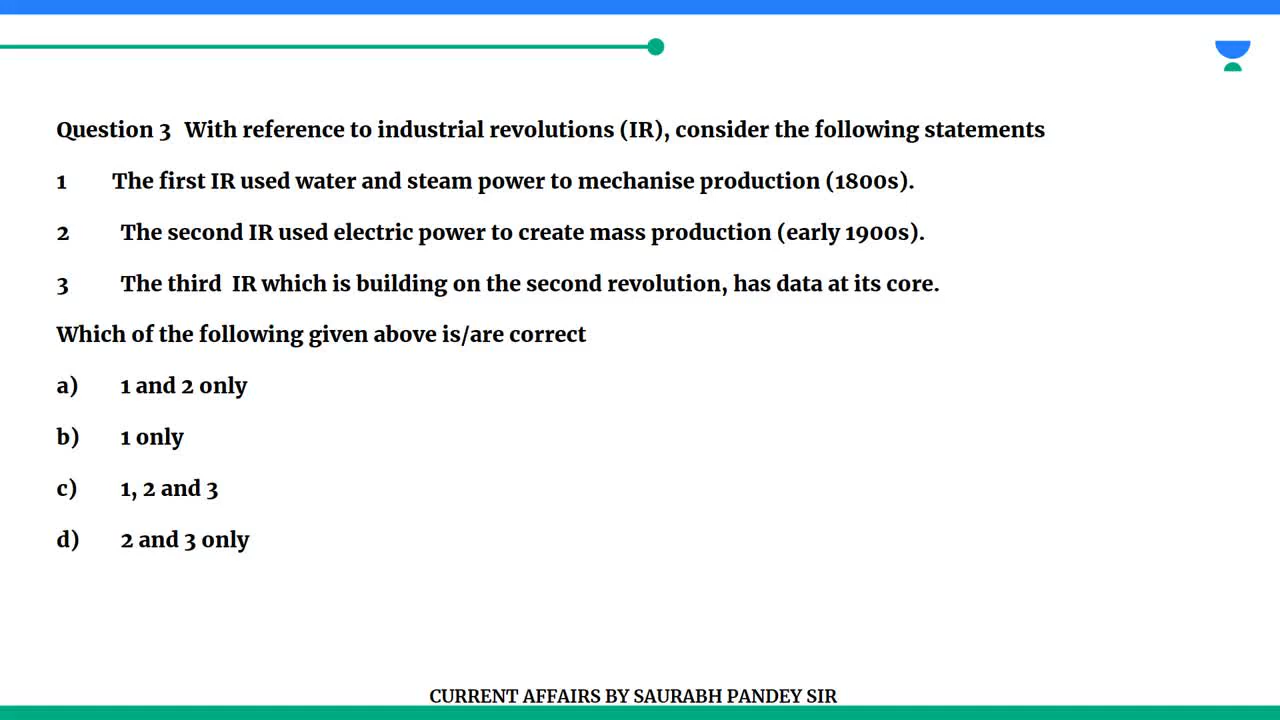 Question 3 With reference to industrial revolutions (IR), consider the following statements
1 The first IR used water and steam power to mechanise production (1800s).
2 The second IR used electric power to create mass production (early 1900s).
3 The third IR which is building on the second revolution, has data at its core.
Which of the following given above is/are correct
a) 1 and 2 only
b) 1 only
c) 1, 2 and 3
d) 2 and 3 only
CURRENT AFFAIRS BY SAURABH PANDEY SIR